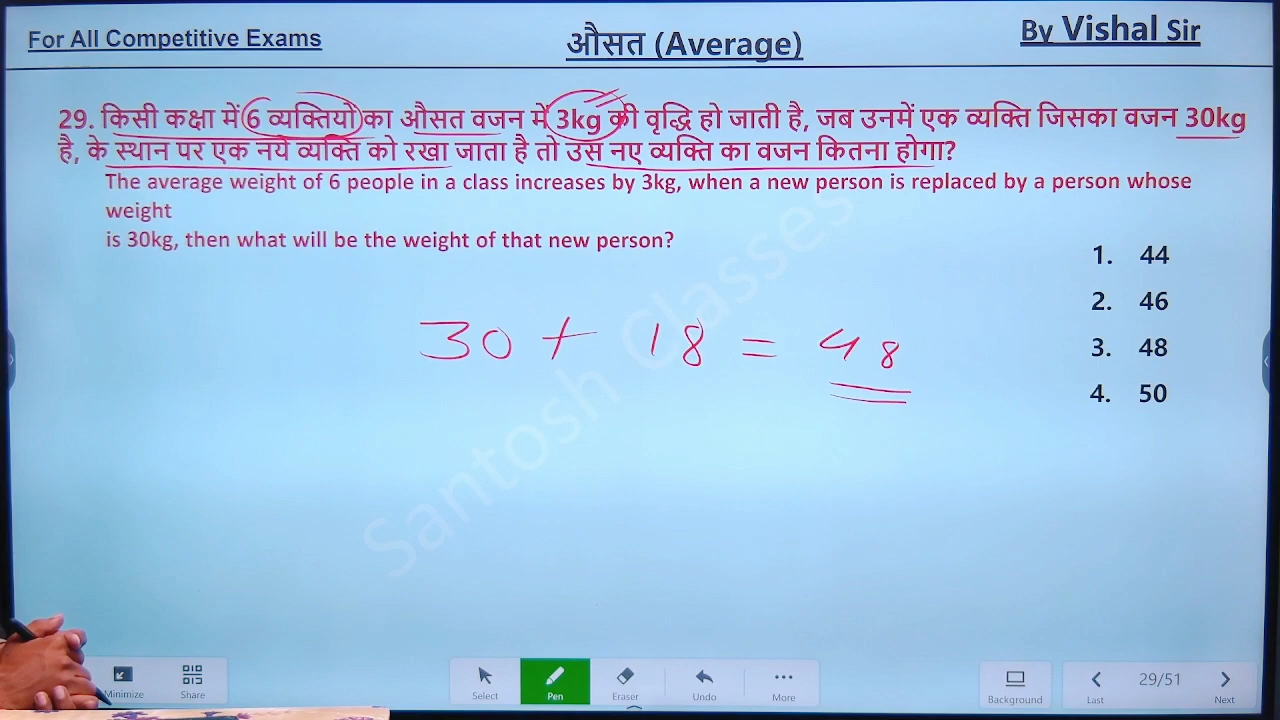 For All Competitive Exams
औसत (Average)
By Vishal Sir
29. किसी कक्षा में 6 व्यक्तियो का औसत वजन में 3kg की वृद्धि हो जाती है, जब उनमें एक व्यक्ति जिसका वजन 30kg
है, के स्थान पर एक नये व्यक्ति को रखा जाता है तो उस नए व्यक्ति का वजन कितना होगा?
The average weight of 6 people in a class increases by 3kg, when a new person is replaced by a person whose
weight
is 30kg, then what will be the weight of that new person?
1. 44
2. 46
3. 48
4. 50
30 + 18 = 48
Santosh Classes
Minimize
Share
Select
Pen
Eraser
Undo
More
Background
Last
29/51
Next